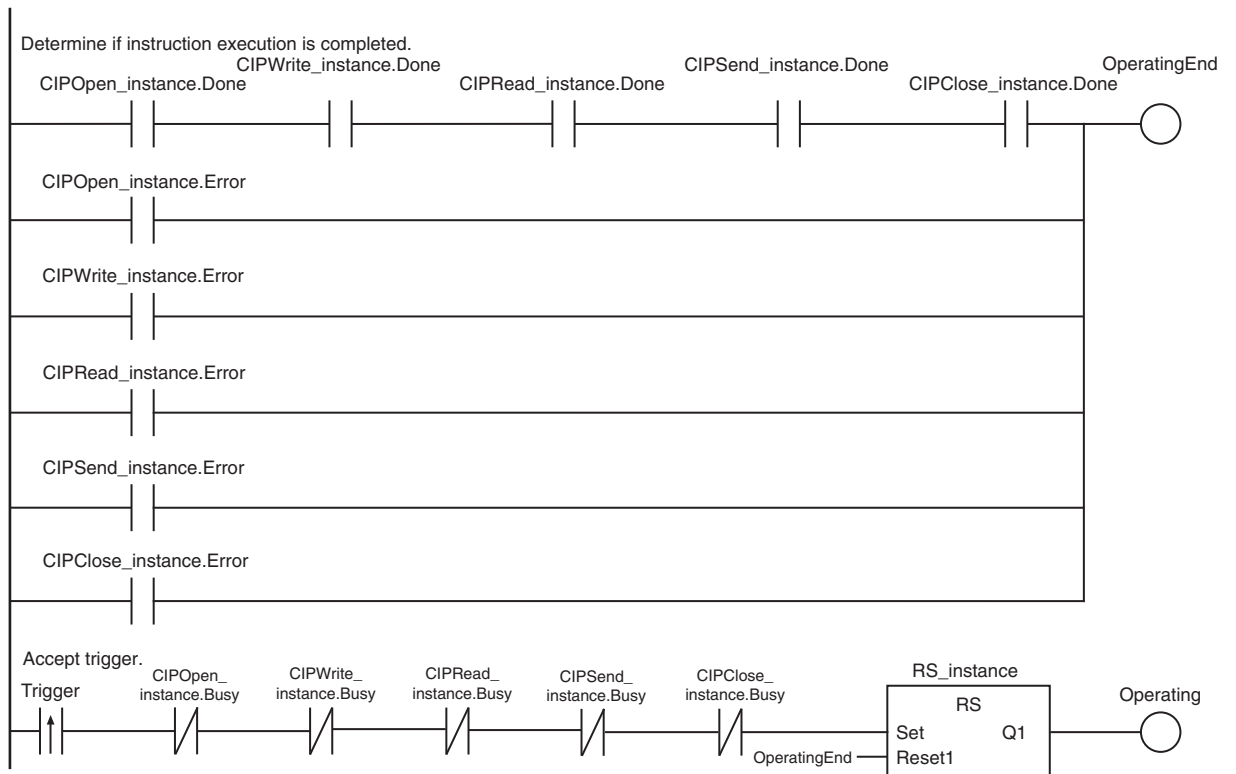 Determine if instruction execution is completed.
CIPOpen_instance.Done
CIPWrite_instance.Done
CIPRead_instance.Done
CIPSend_instance.Done
CIPClose_instance.Done
OperatingEnd
CIPOpen_instance.Error
CIPWrite_instance.Error
CIPRead_instance.Error
CIPSend_instance.Error
CIPClose_instance.Error
Accept trigger.
Trigger
CIPOpen_
instance.Busy
CIPWrite_
instance.Busy
CIPRead_
instance.Busy
CIPSend_
instance.Busy
CIPClose_
instance.Busy
RS_instance
RS
Set Q1
OperatingEnd Reset1
Operating